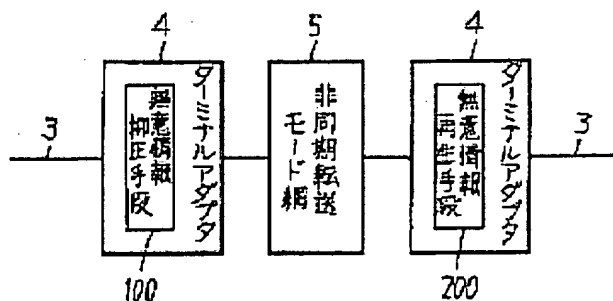 4
5
4
3
ターミナルアダプタ
無意情報
抑圧手段
非同期転送
モード網
ターミナルアダプタ
無意情報
再生手段
3
100
200